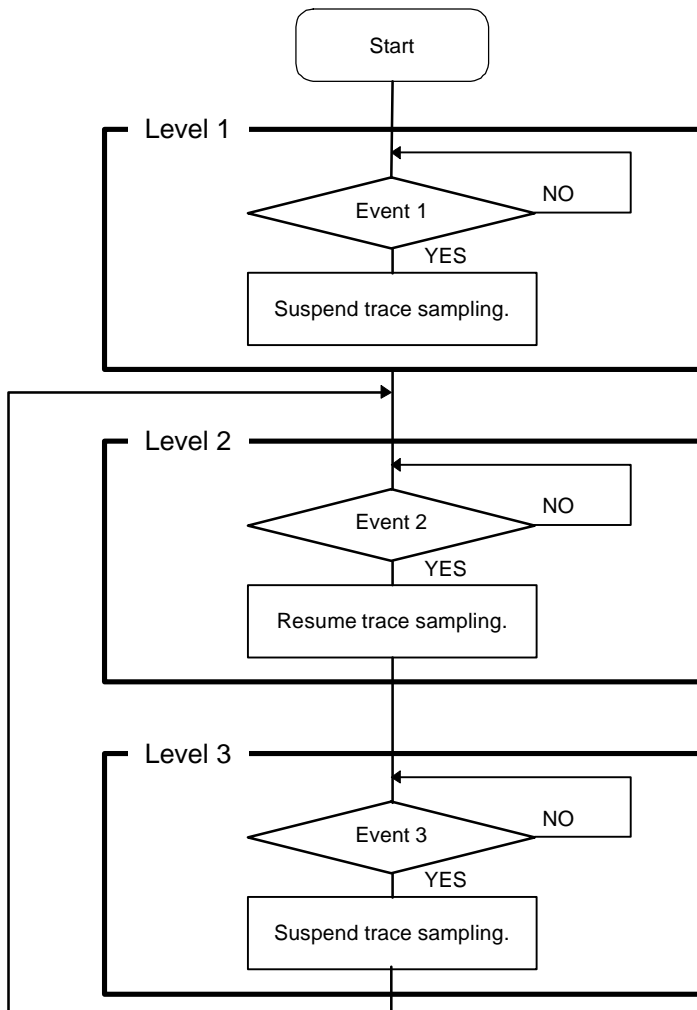 Start
Level 1
NO
Event 1
YES
Suspend trace sampling.
Level 2
NO
Event 2
YES
Resume trace sampling.
Level 3
NO
Event 3
YES
Suspend trace sampling.